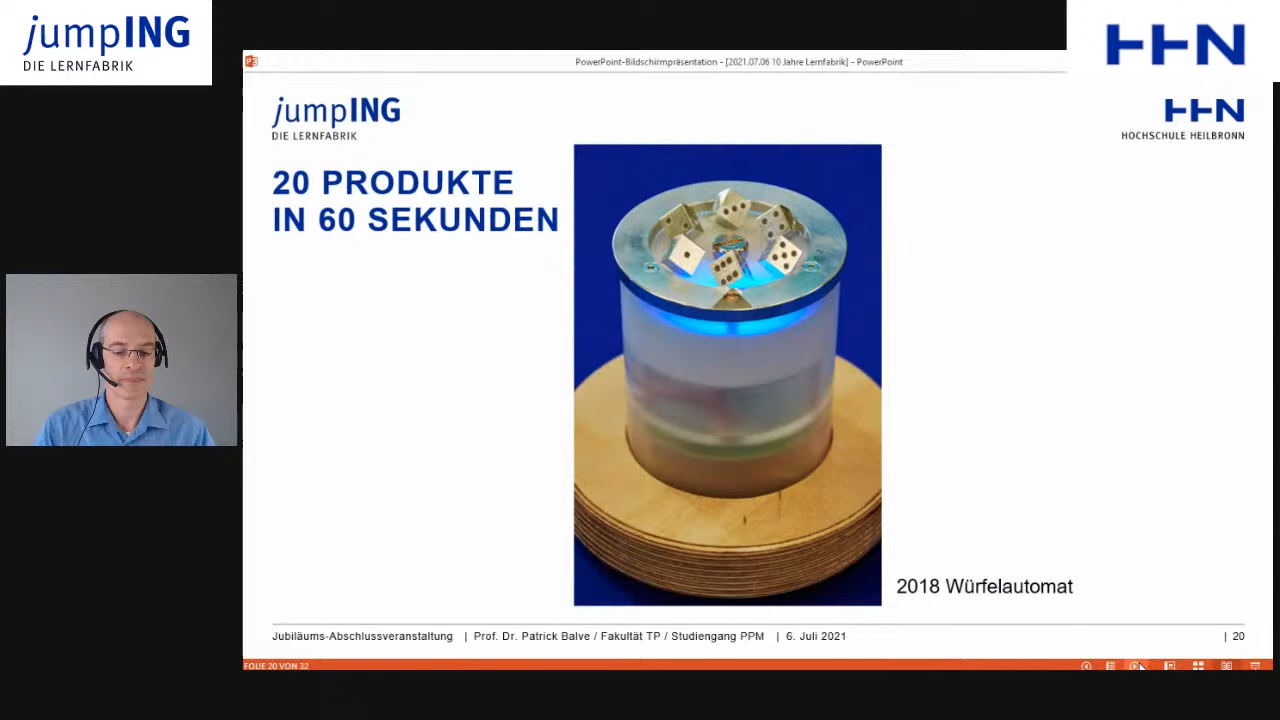 jumpING
DIE LERNFABRIK
HHN
PowerPoint-Bildschirmpräsentation - [2021.07.06 10 Jahre Lernfabrik] - PowerPoint
jumpING
DIE LERNFABRIK
HHN
HOCHSCHULE HEILBRONN
20 PRODUKTE
IN 60 SEKUNDEN
2018 Würfelautomat
Jubiläums-Abschlussveranstaltung | Prof. Dr. Patrick Balve / Fakultät TP / Studiengang PPM | 6. Juli 2021 | 20
FOLIE 20 VON 32